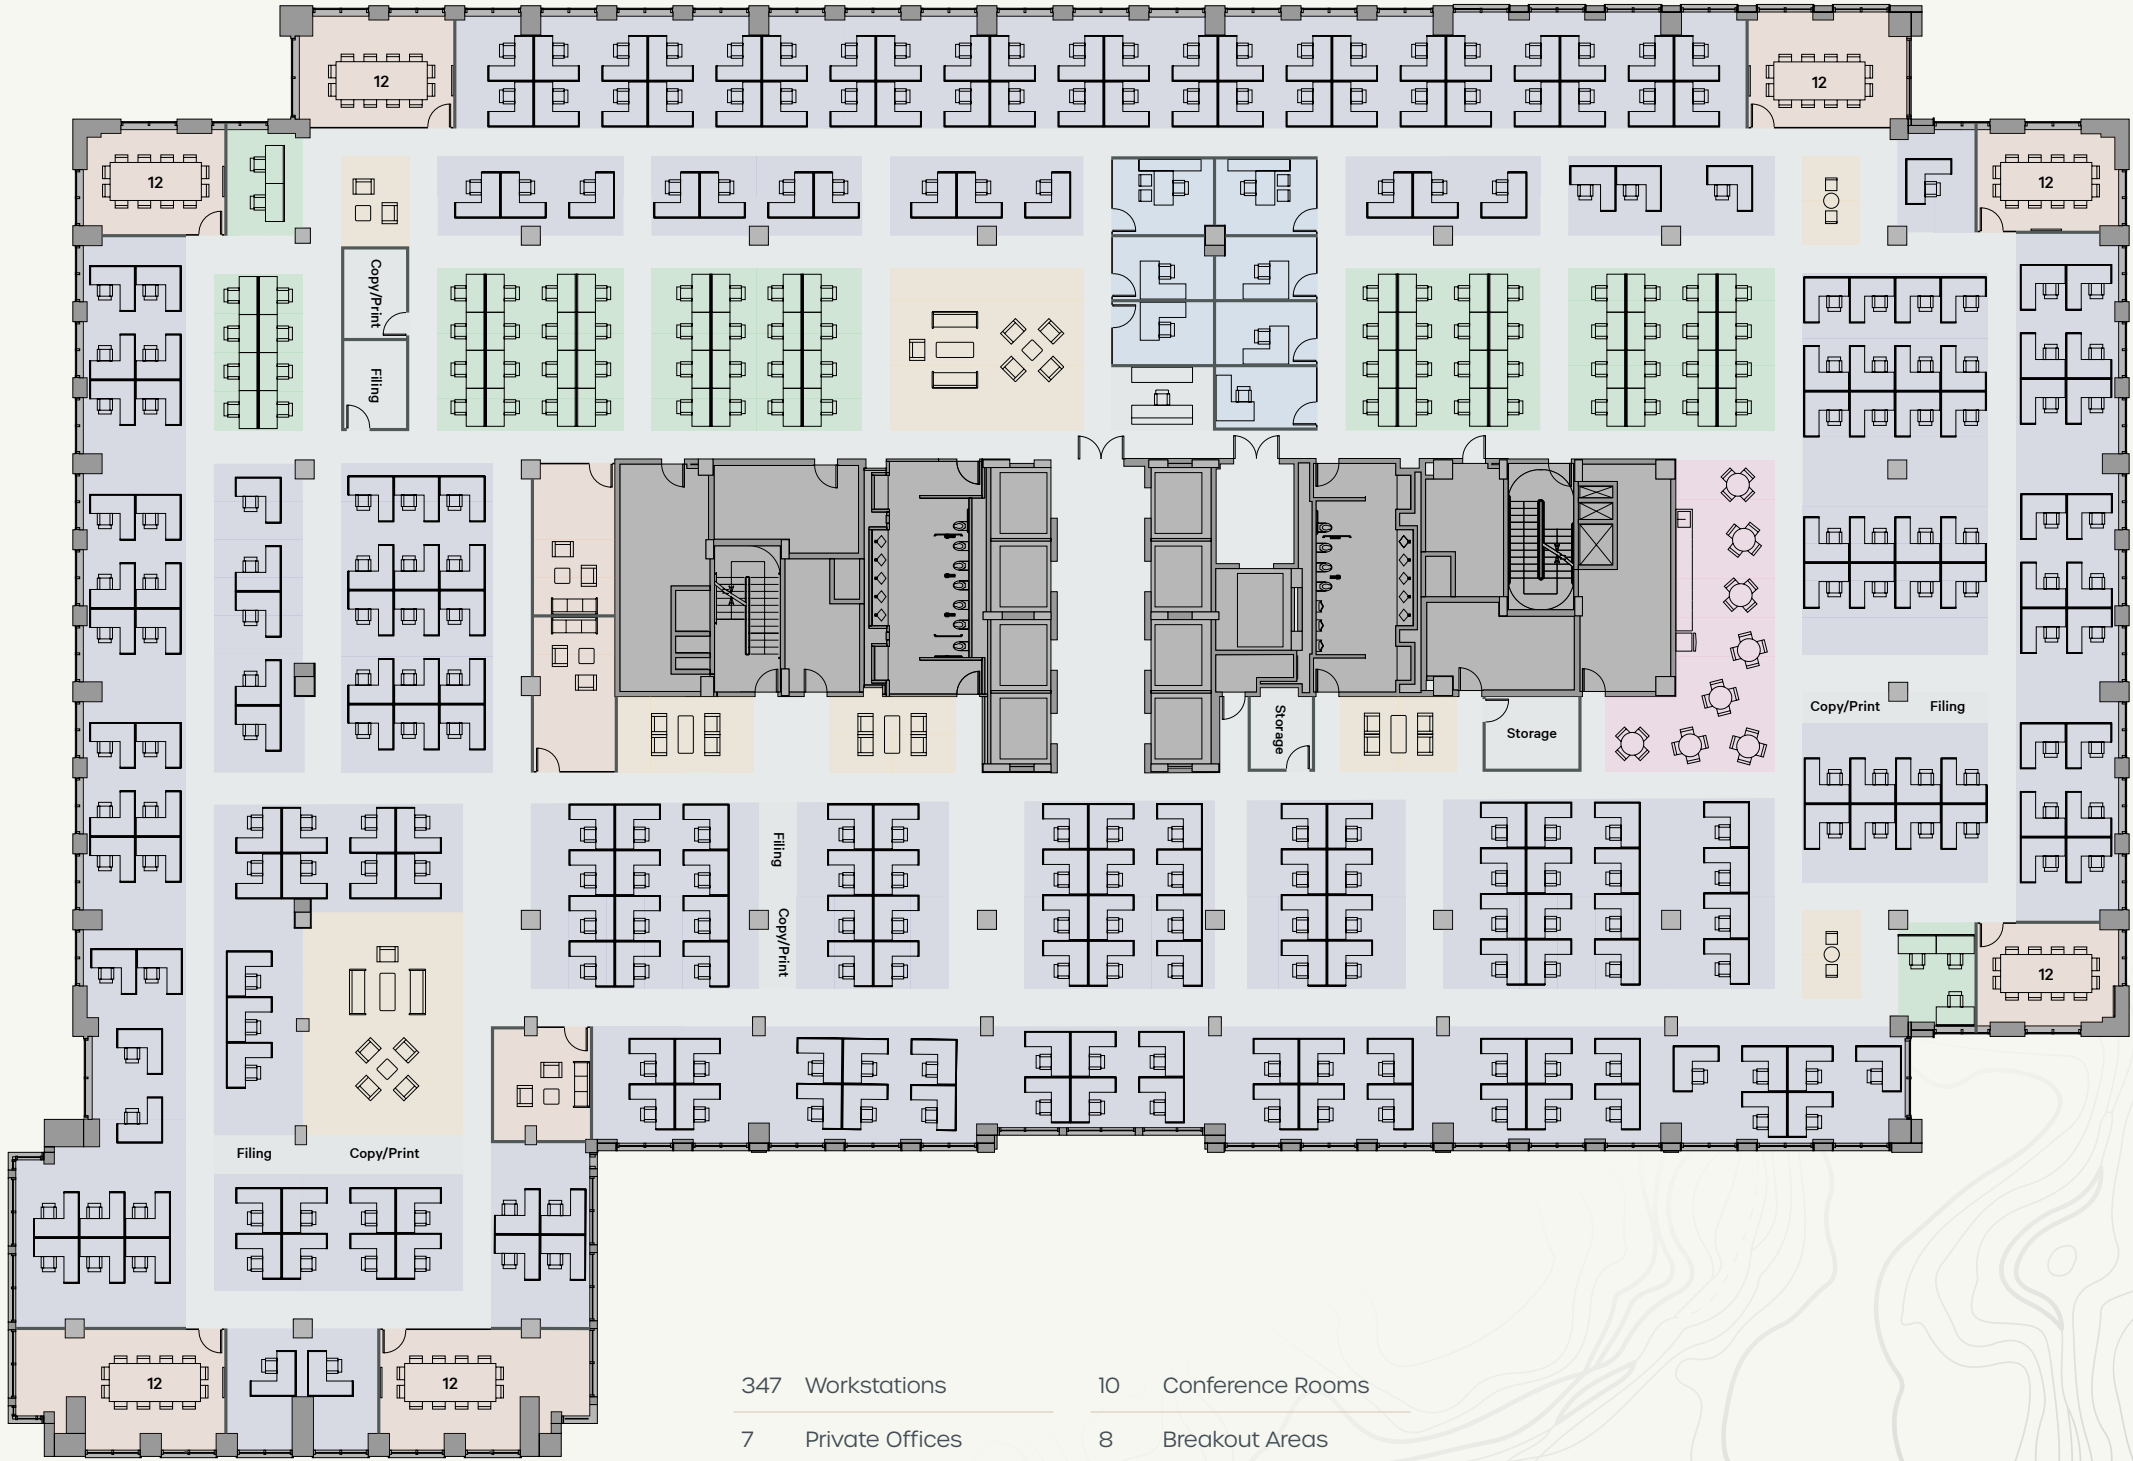 12
12
12
12
Copy/Print
Filing
Copy/Print
Filing
Storage
Storage
Filing
Copy/Print
12
Filing
Copy/Print
12
12
347 Workstations
10 Conference Rooms
7 Private Offices
8 Breakout Areas